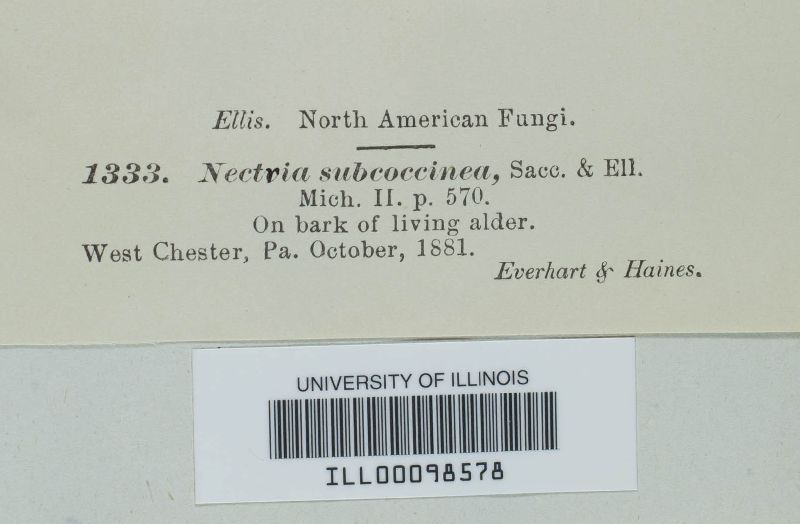 Ellis. North American Fungi.
1333. Nectria subcoccinea, Sacc. & Ell.
Mich. II. p. 570.
On bark of living alder.
West Chester, Pa. October, 1881.
Everhart & Haines.
UNIVERSITY OF ILLINOIS
ILL00098578